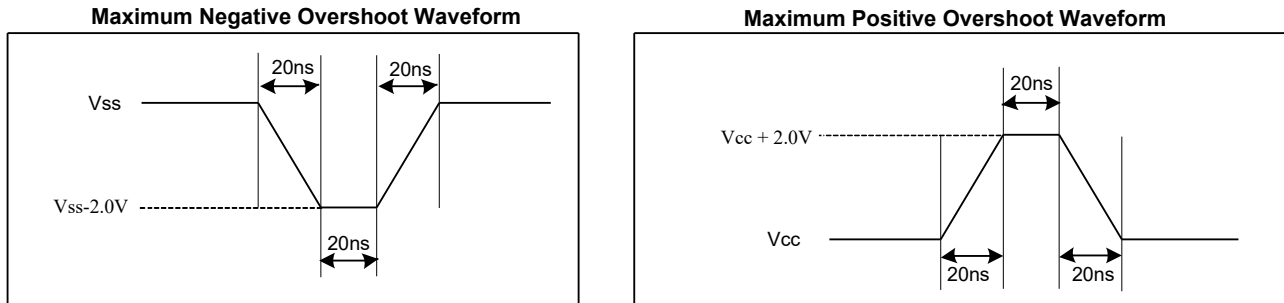 Maximum Negative Overshoot Waveform
20ns
20ns
Vss
Vss-2.0V
20ns
Maximum Positive Overshoot Waveform
20ns
Vcc + 2.0V
Vcc
20ns
20ns